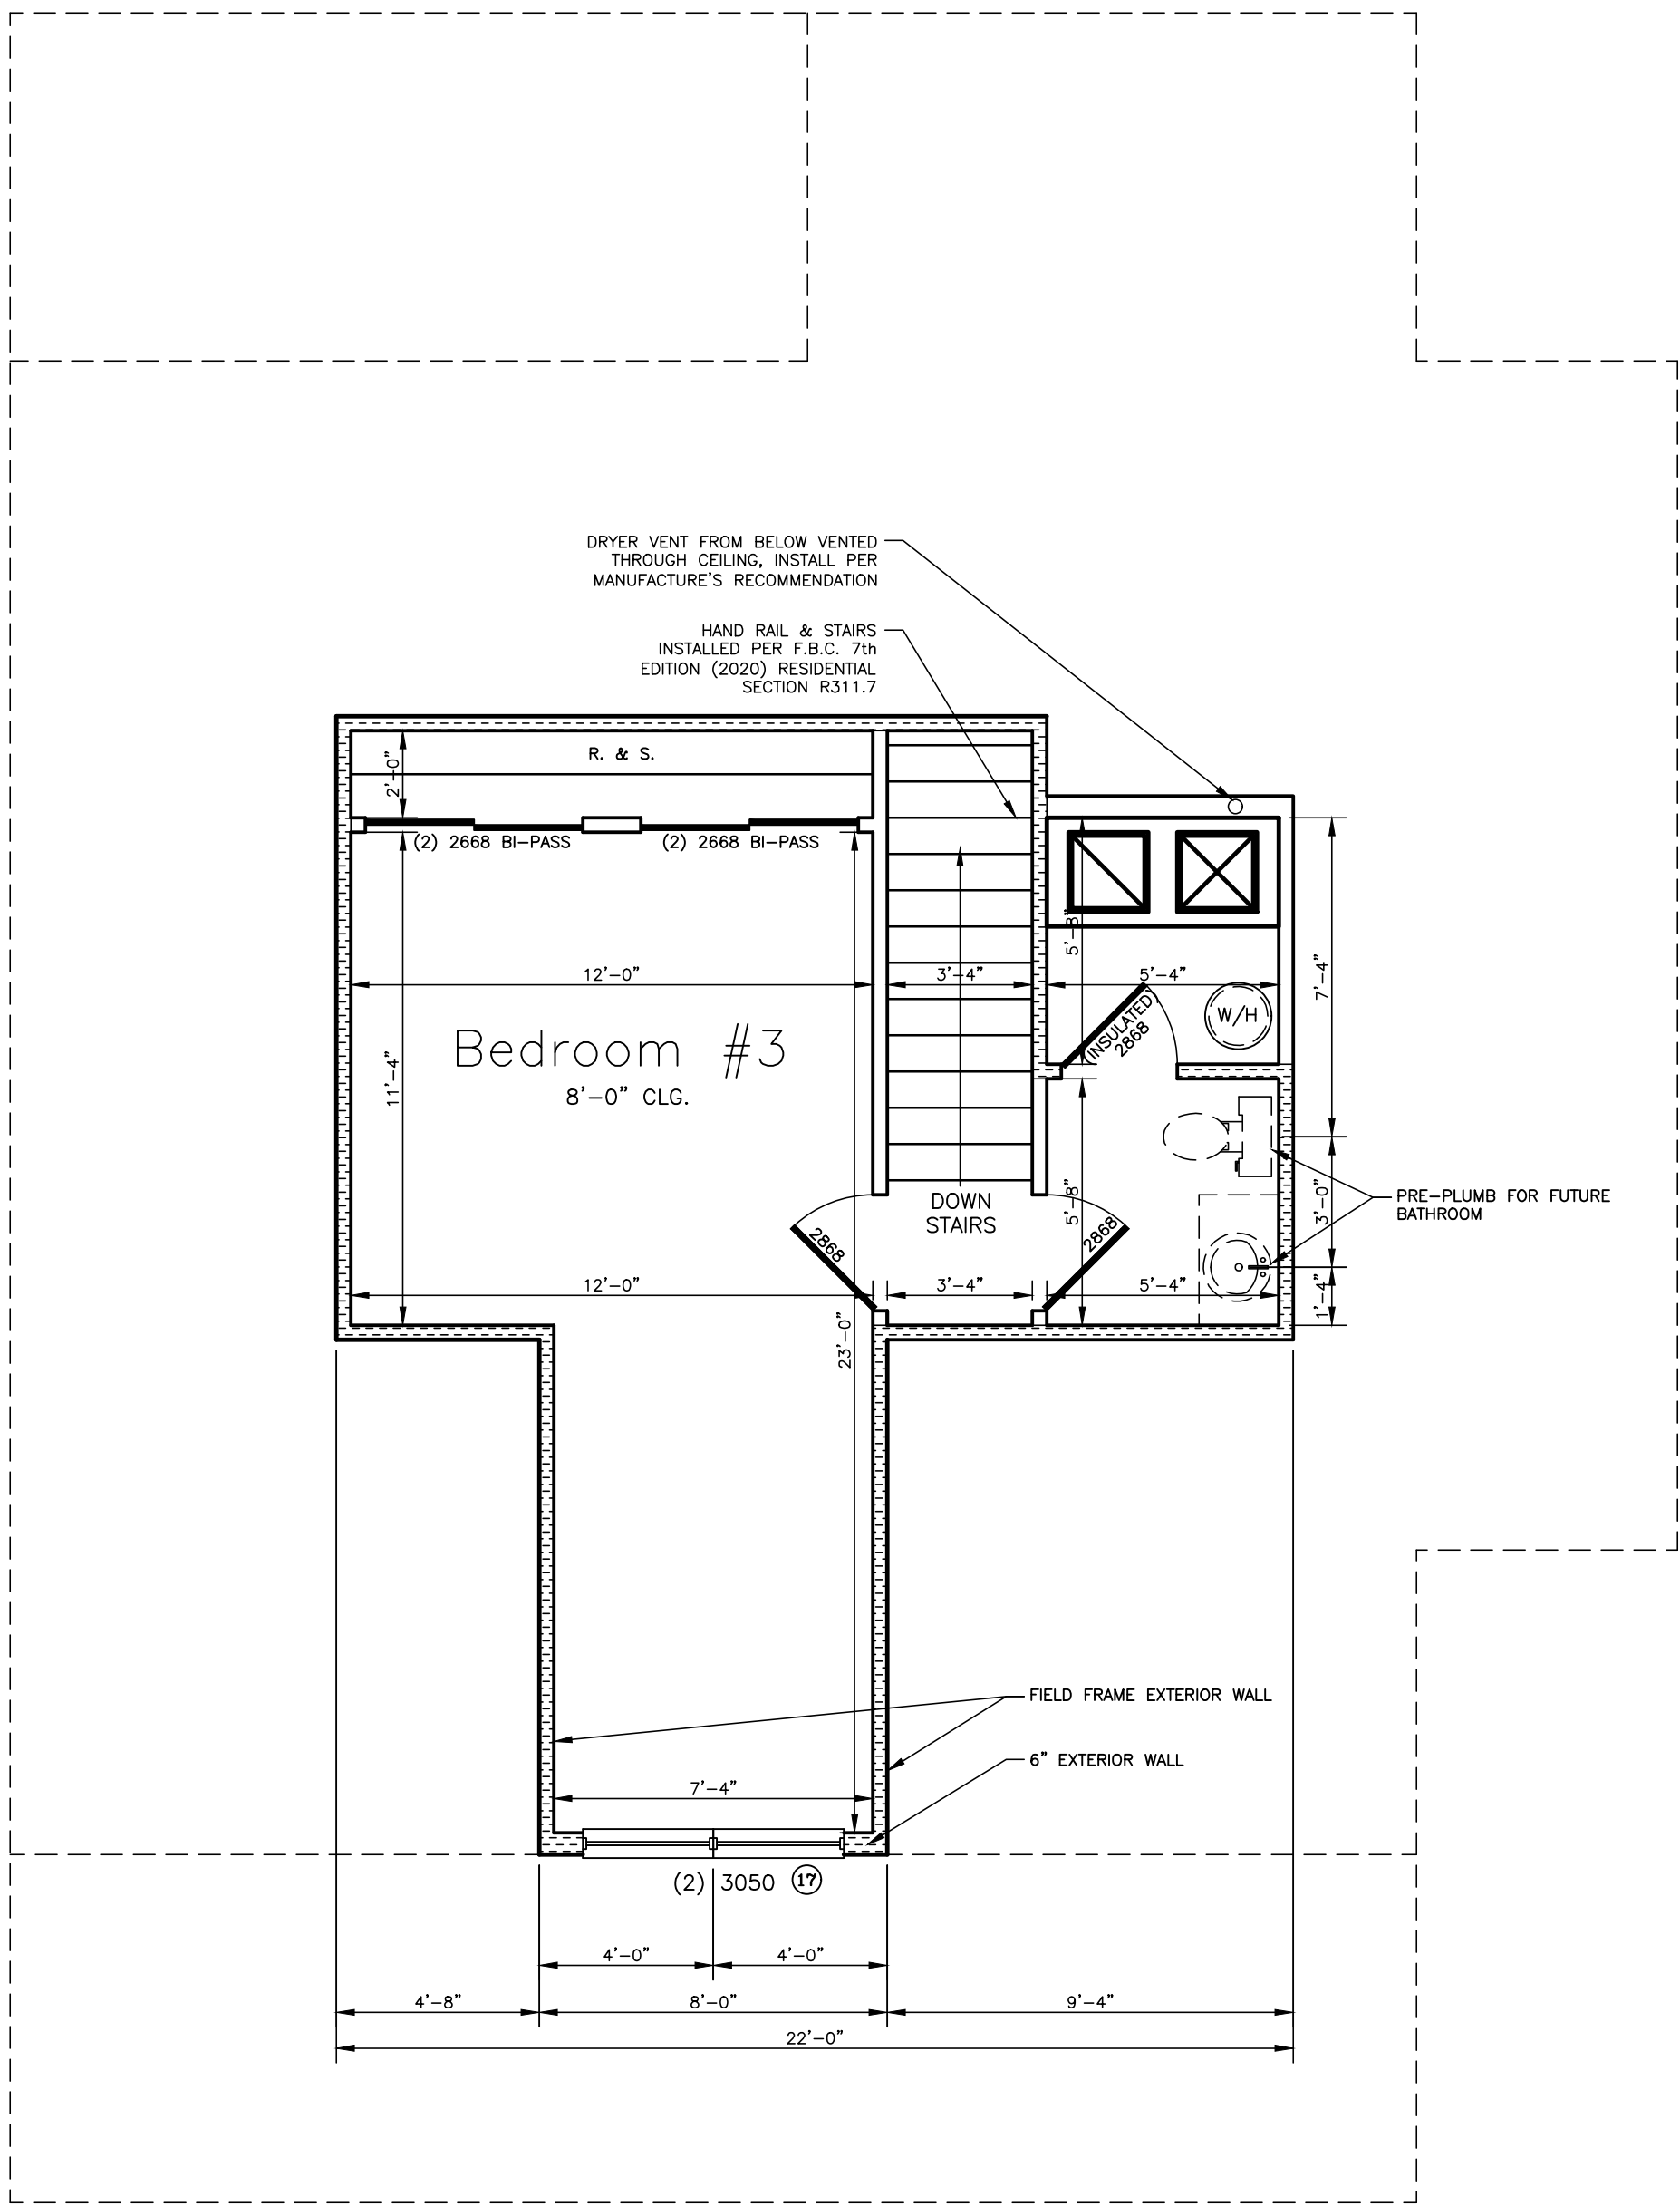 DRYER VENT FROM BELOW VENTED
THROUGH CEILING, INSTALL PER
MANUFACTURE'S RECOMMENDATION
HAND RAIL & STAIRS
INSTALLED PER F.B.C. 7th
EDITION (2020) RESIDENTIAL
SECTION R311.7
R. & S.
2'-0"
(2) 2668 BI-PASS
(2) 2668 BI-PASS
5'-8"
12'-0"
3'-4"
5'-4"
7'-4"
(INSULATED)
2868
W/H
Bedroom #3
8'-0" CLG.
11'-4"
DOWN
STAIRS
5'-8"
3'-0"
PRE-PLUMB FOR FUTURE
BATHROOM
2868
2868
12'-0"
3'-4"
5'-4"
1'-4"
23'-0"
FIELD FRAME EXTERIOR WALL
6" EXTERIOR WALL
7'-4"
(2) 3050 17
4'-0"
4'-0"
4'-8"
8'-0"
9'-4"
22'-0"